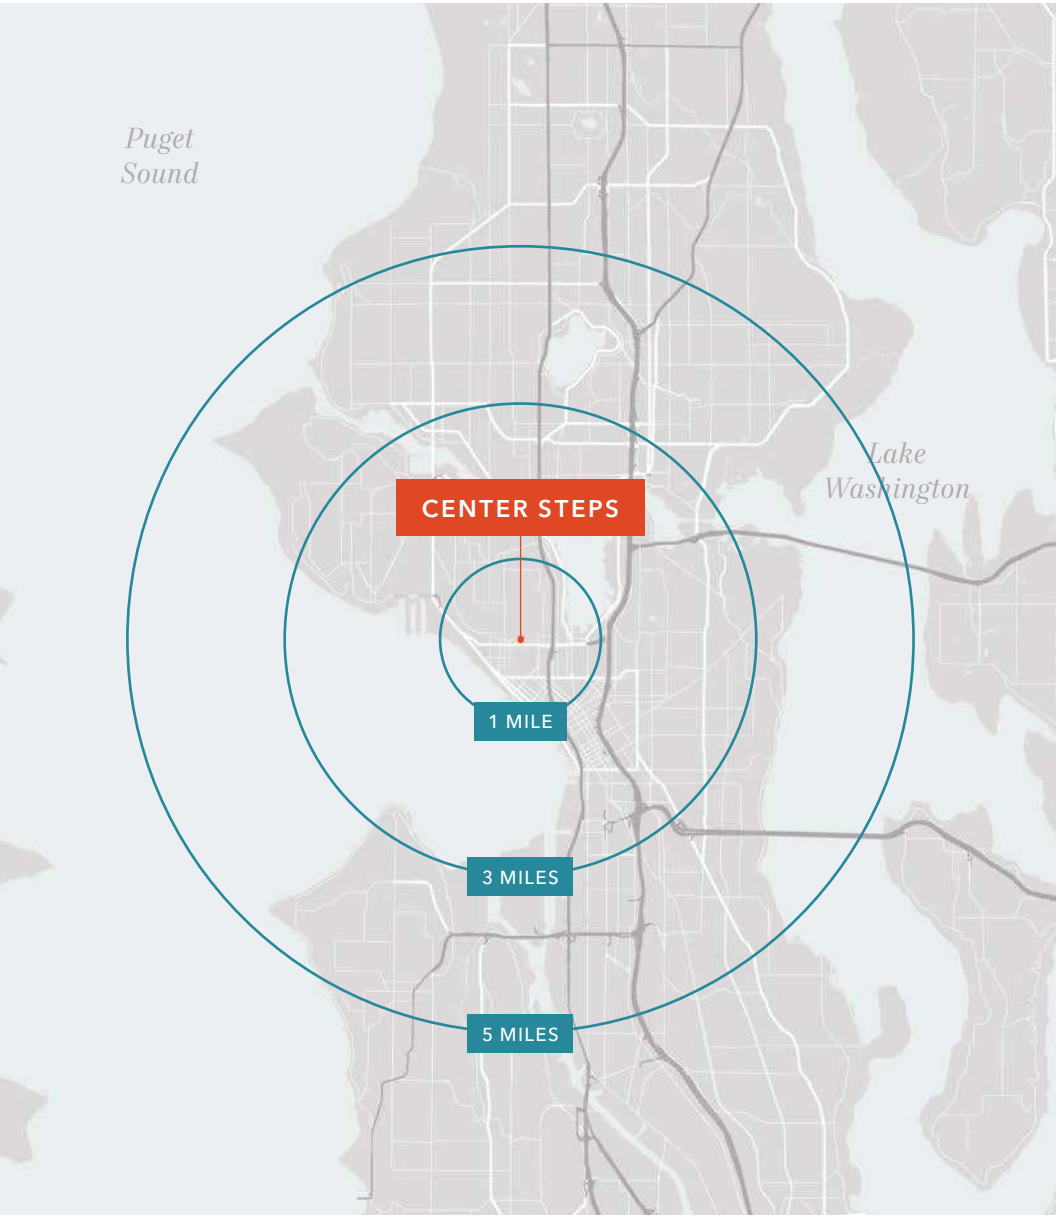 Puget
Sound
Lake
Washington
CENTER STEPS
1 MILE
3 MILES
5 MILES